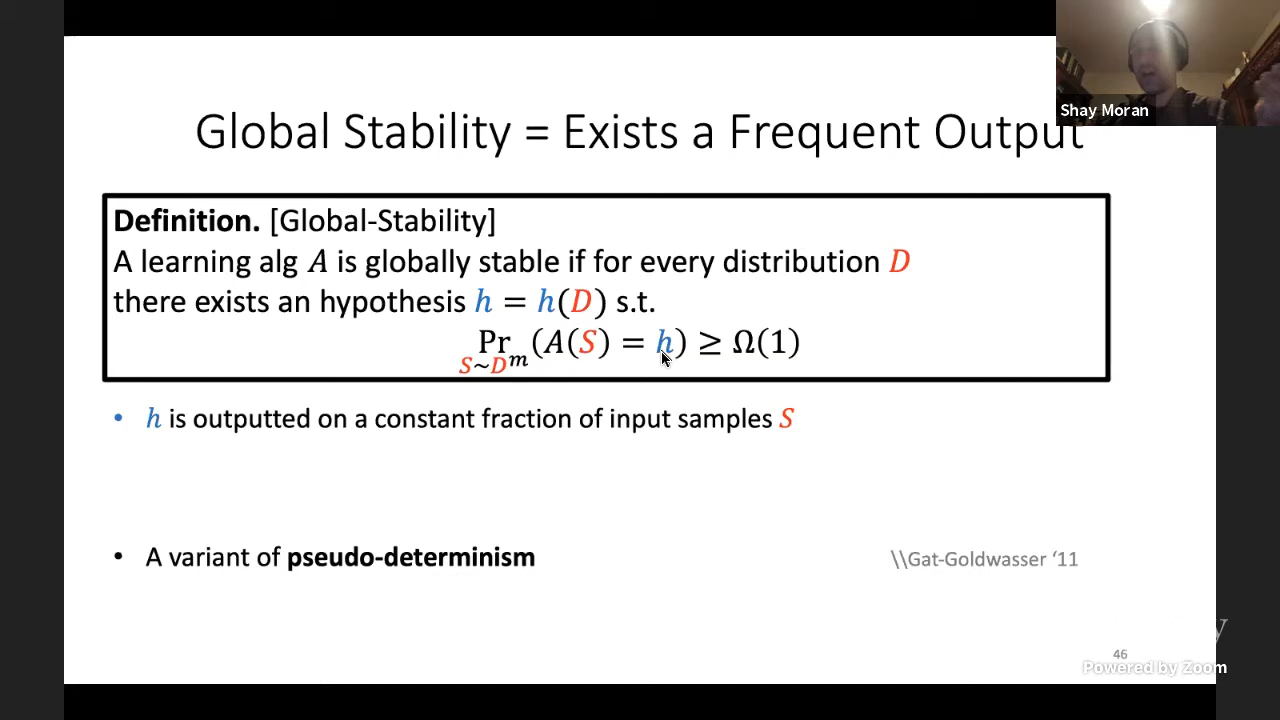 Shay Moran
Global Stability = Exists a Frequent Output
Definition. [Global-Stability]
A learning alg A is globally stable if for every distribution D
there exists an hypothesis h = h(D) s.t.
Pr (A(S) = h) ≥ Ω(1)
S~D^m
• h is outputted on a constant fraction of input samples S
• A variant of pseudo-determinism \\Gat-Goldwasser ‘11
46
Powered by Zoom